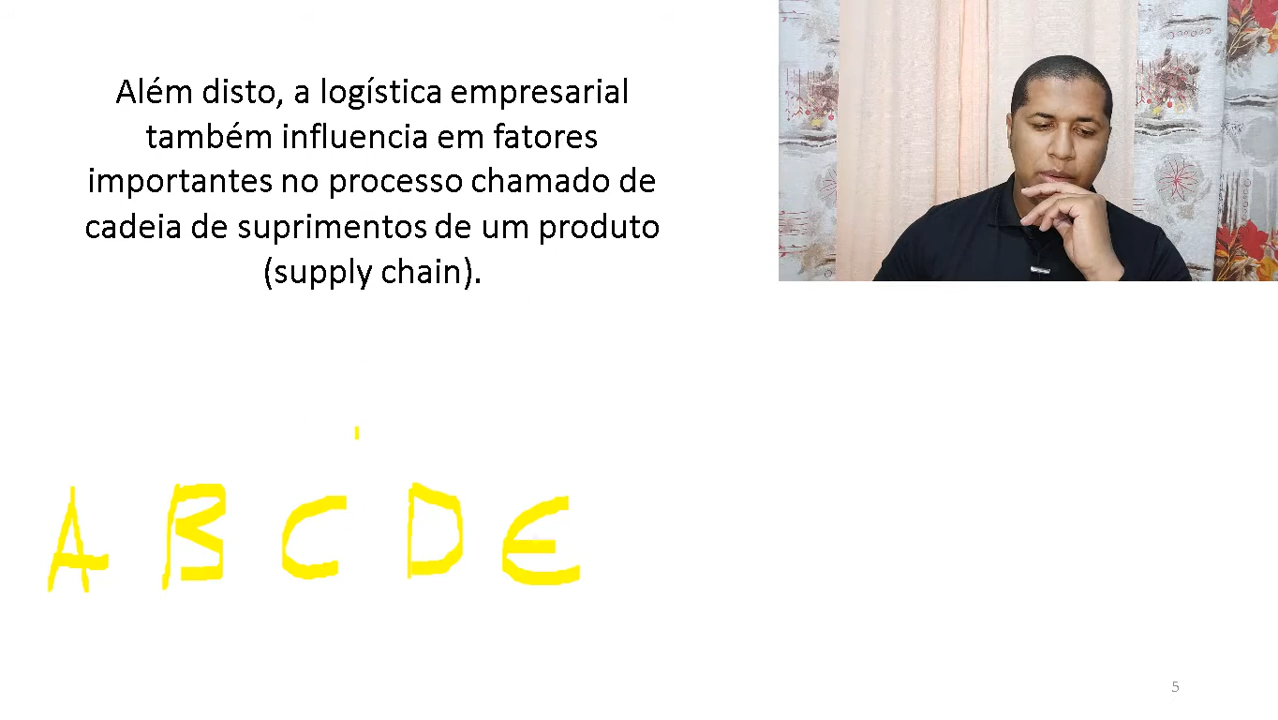 Além disto, a logística empresarial
também influencia em fatores
importantes no processo chamado de
cadeia de suprimentos de um produto
(supply chain).
A B C D E
5